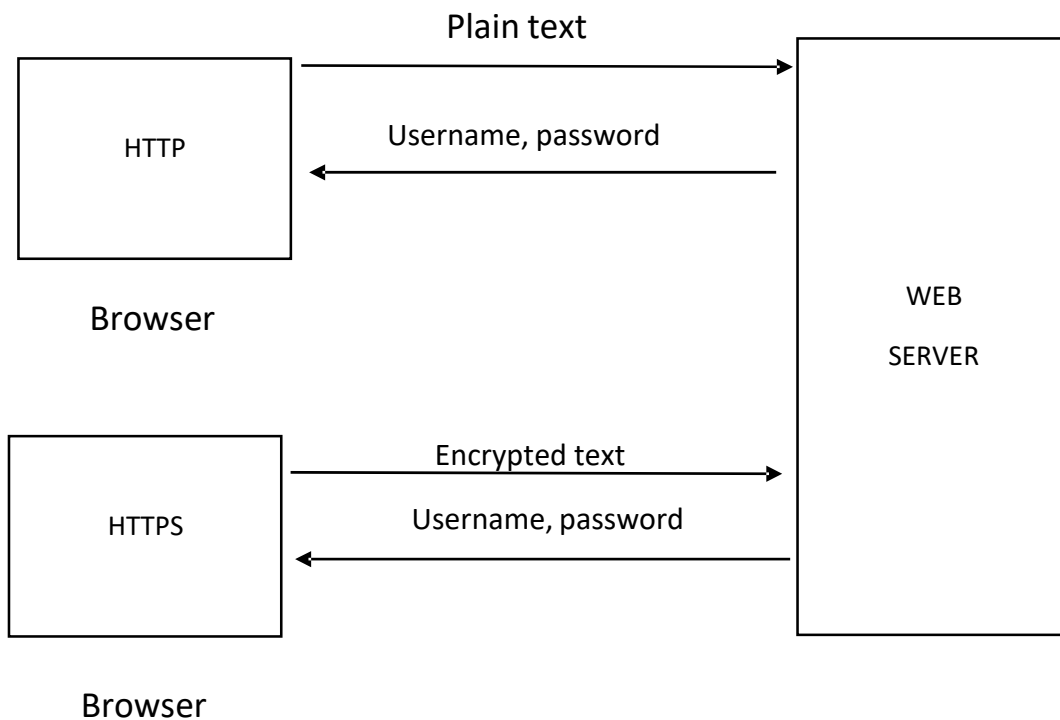 Plain text
HTTP
Username, password
Browser
WEB
SERVER
Encrypted text
HTTPS
Username, password
Browser